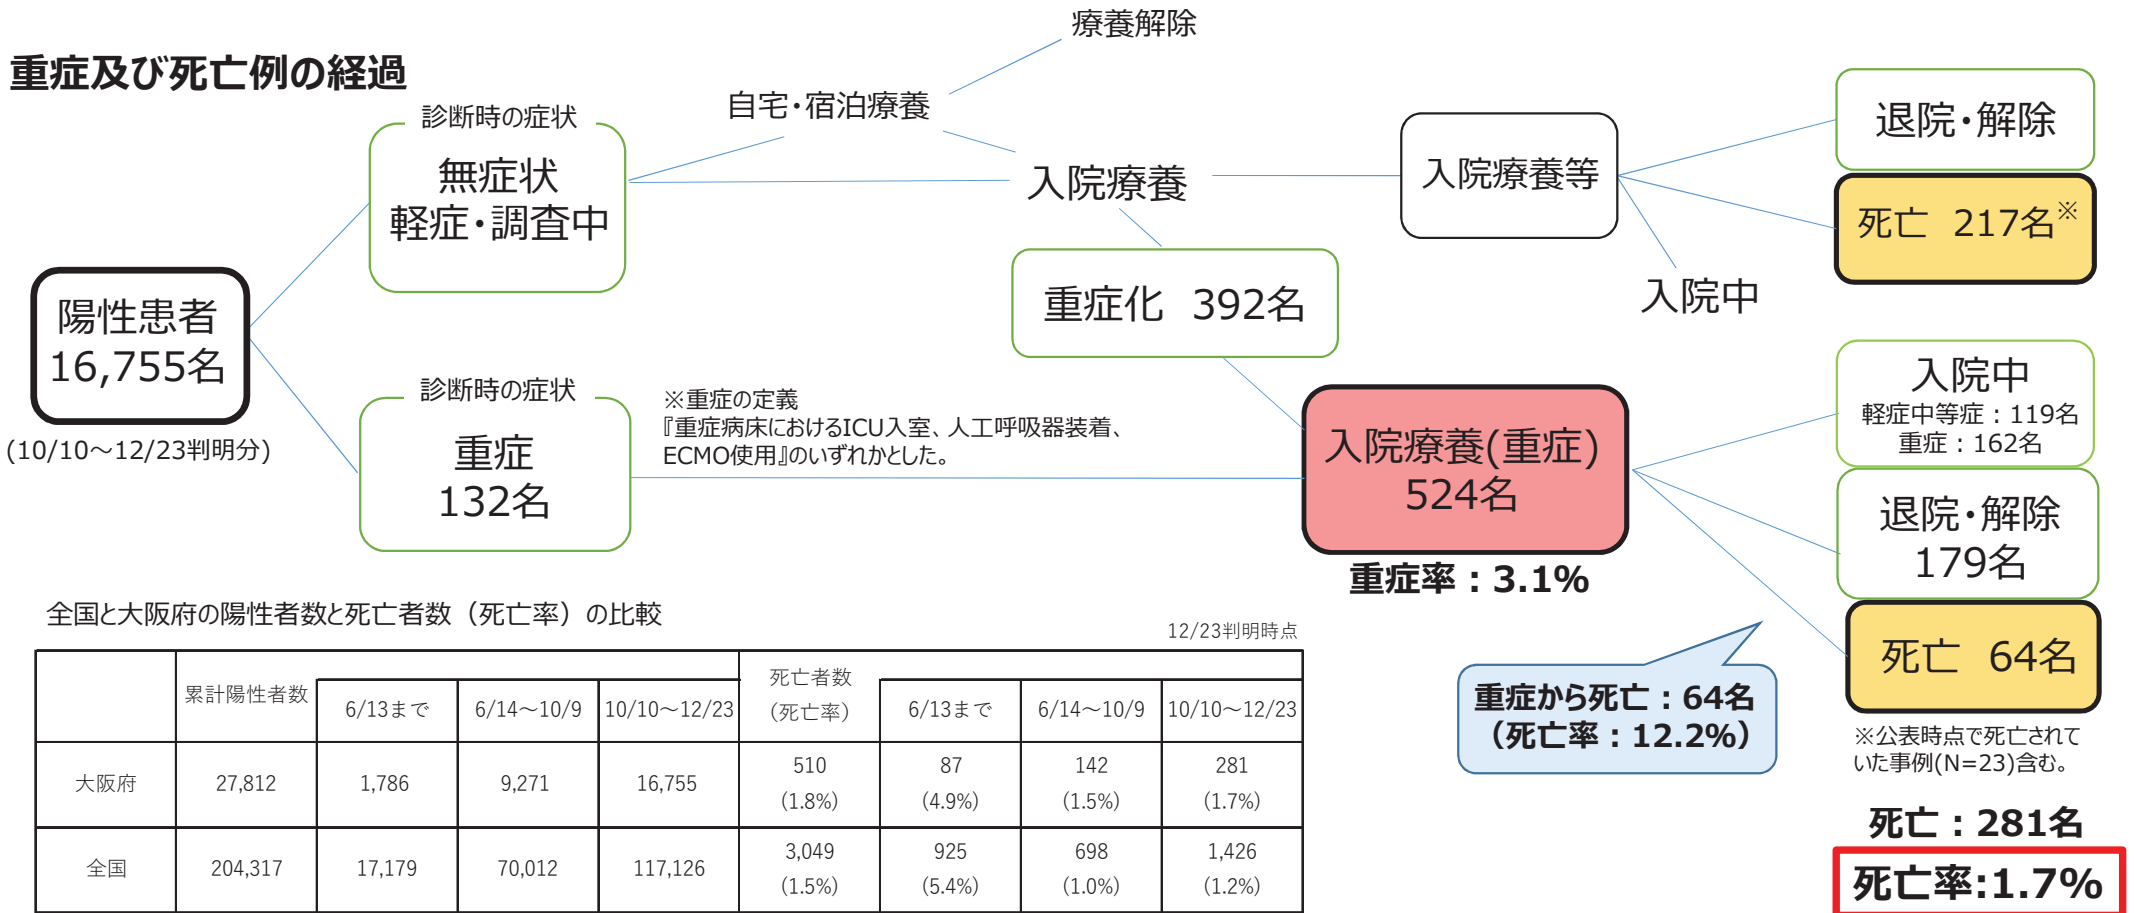 重症及び死亡例の経過
療養解除
自宅・宿泊療養
診断時の症状
無症状
軽症・調査中
入院療養
入院療養等
退院・解除
死亡 217名※
入院中
陽性患者
16,755名
(10/10～12/23判明分)
重症化 392名
診断時の症状
重症
132名
※重症の定義
『重症病床におけるICU入室、人工呼吸器装着、
ECMO使用』のいずれかとした。
入院療養(重症)
524名
重症率：3.1%
入院中
軽症中等症：119名
重症：162名
退院・解除
179名
死亡 64名
重症から死亡：64名
（死亡率：12.2%）
※公表時点で死亡されて
いた事例(N=23)含む。
死亡：281名
死亡率:1.7%
全国と大阪府の陽性者数と死亡者数（死亡率）の比較
12/23判明時点
累計陽性者数 6/13まで 6/14～10/9 10/10～12/23 死亡者数（死亡率） 6/13まで 6/14～10/9 10/10～12/23
大阪府 27,812 1,786 9,271 16,755 510 87 142 281
(1.8%) (4.9%) (1.5%) (1.7%)
全国 204,317 17,179 70,012 117,126 3,049 925 698 1,426
(1.5%) (5.4%) (1.0%) (1.2%)